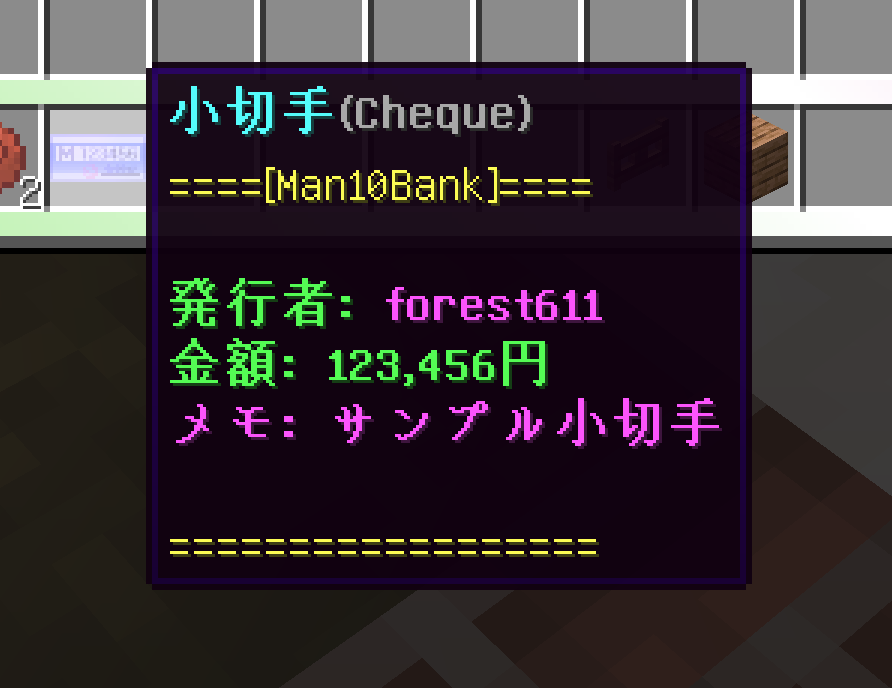 小切手(Cheque)
====[Man10Bank]====
発行者: forest611
金額: 123,456円
メモ: サンプル小切手
==================
2